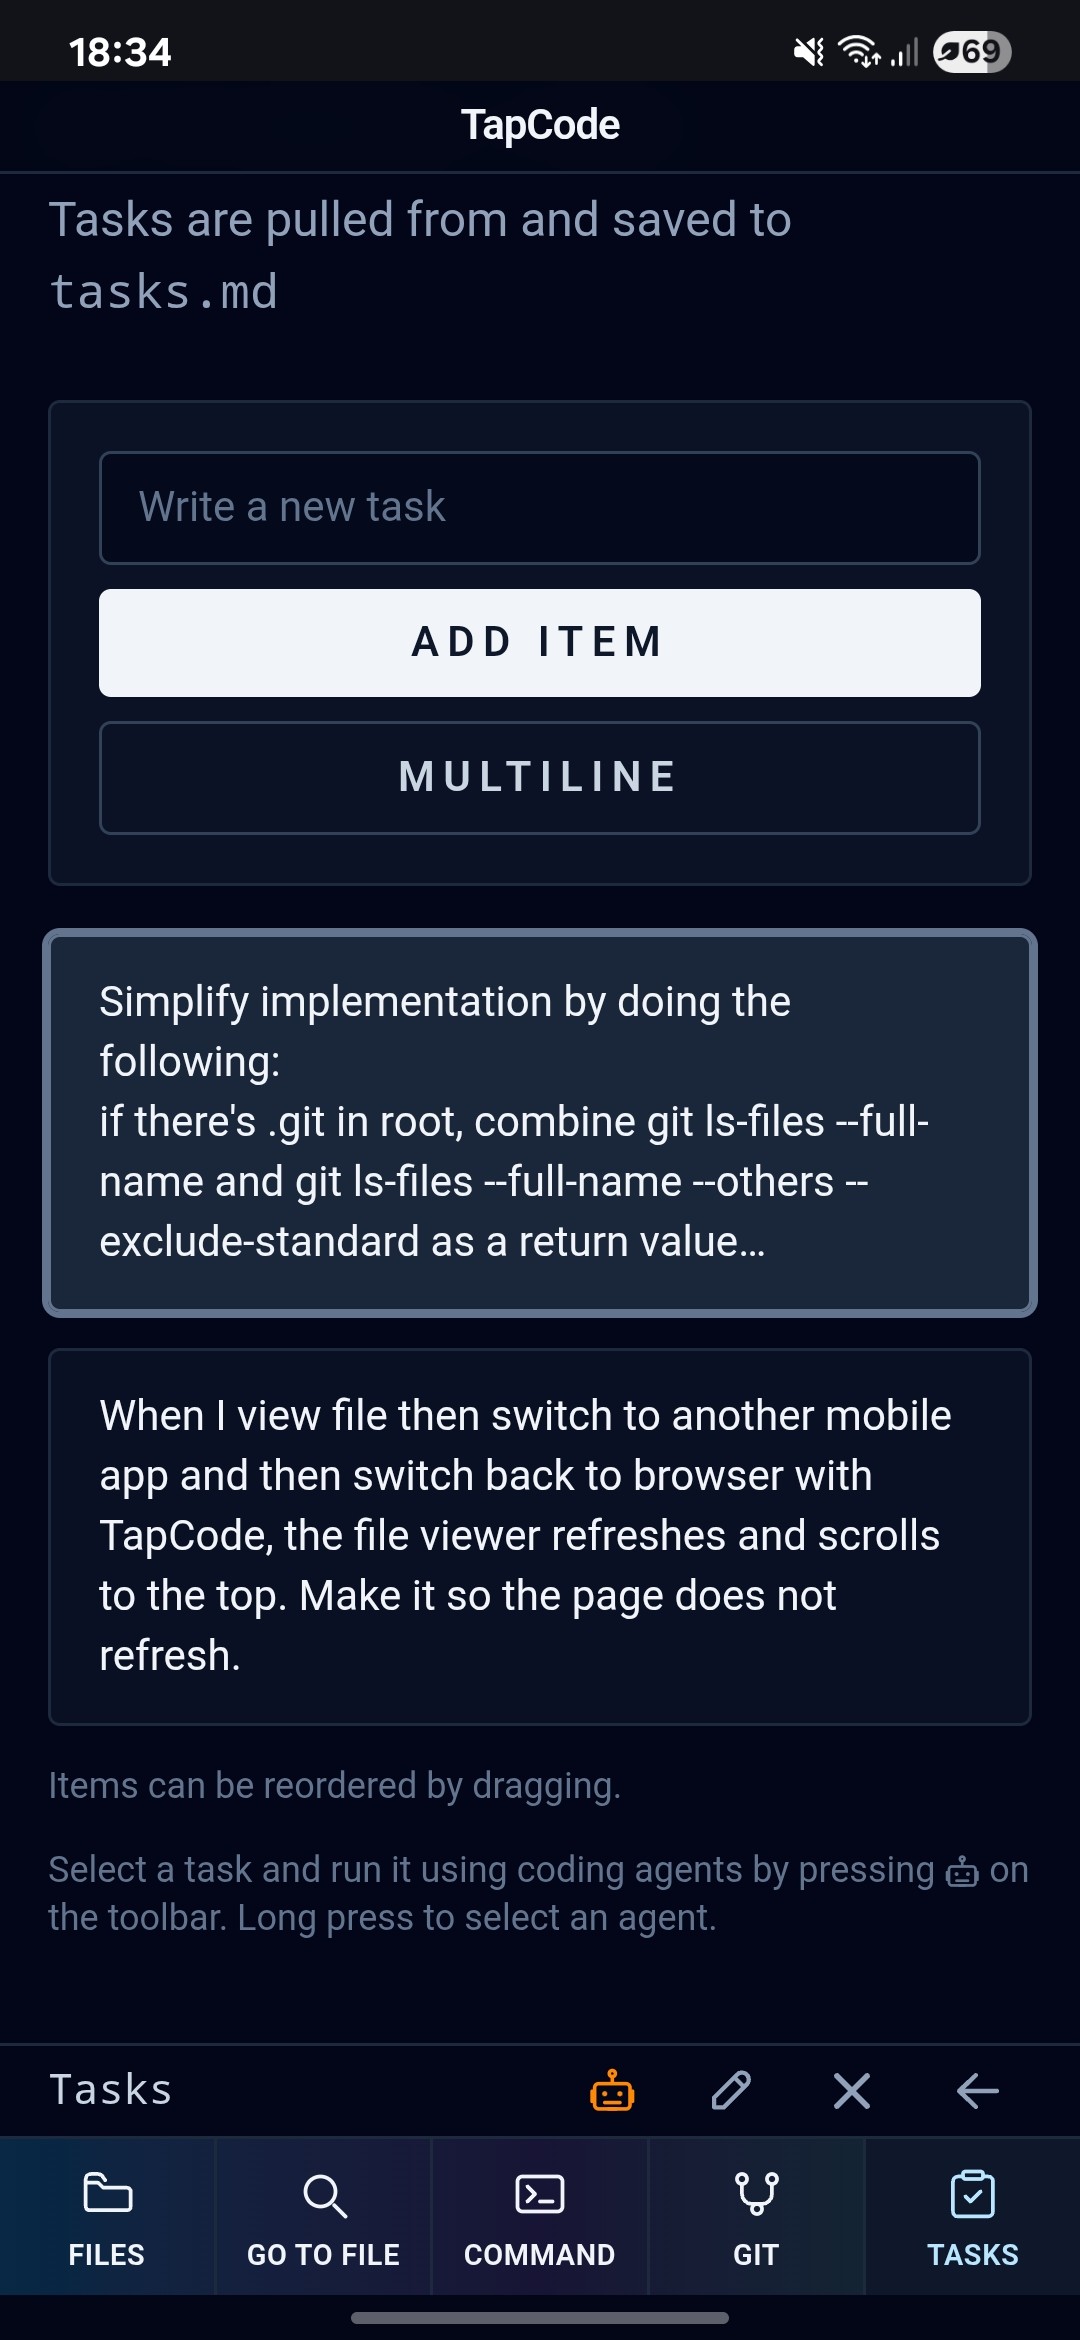 18:34
69
TapCode
Tasks are pulled from and saved to
tasks.md
Write a new task
ADD ITEM
MULTILINE
Simplify implementation by doing the
following:
if there's .git in root, combine git ls-files --full-
name and git ls-files --full-name --others --
exclude-standard as a return value...
When I view file then switch to another mobile
app and then switch back to browser with
TapCode, the file viewer refreshes and scrolls
to the top. Make it so the page does not
refresh.
Items can be reordered by dragging.
Select a task and run it using coding agents by pressing on
the toolbar. Long press to select an agent.
Tasks
FILES
GO TO FILE
COMMAND
GIT
TASKS